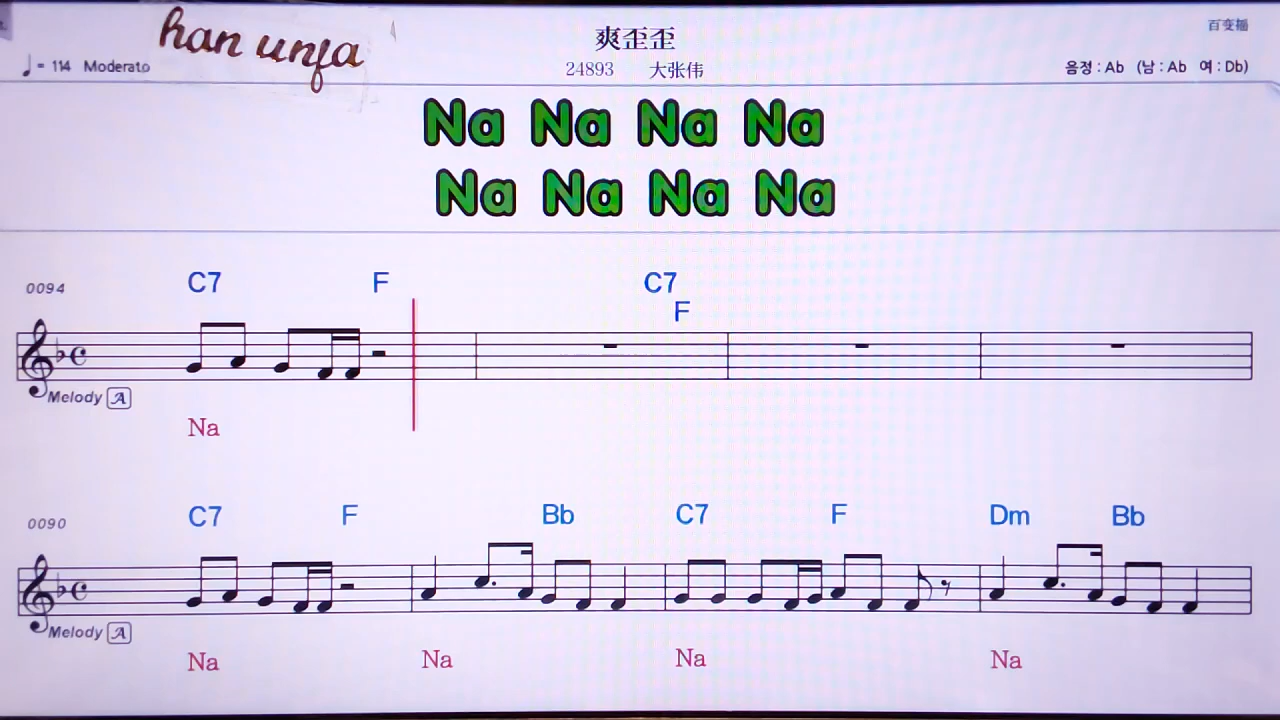 han unfa
爽歪歪
百变摇
♩= 114 Moderato
24893 大张伟
음정 : Ab (남 : Ab 여 : Db)
Na Na Na Na
Na Na Na Na
0094
C7 F C7
F
Melody A
Na
0090
C7 F Bb C7 F Dm Bb
Melody A
Na Na Na Na